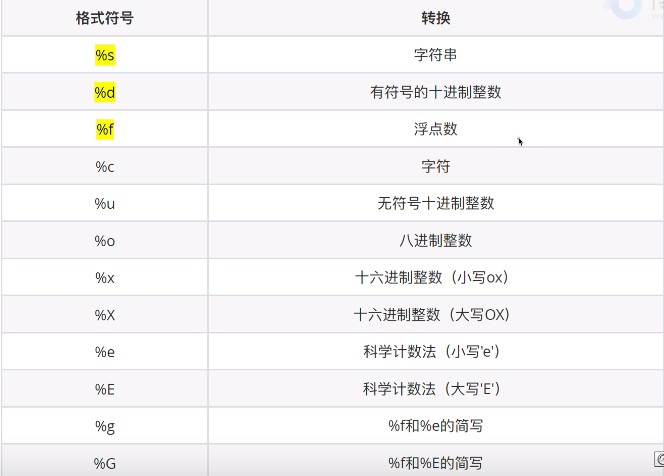 格式符号 转换
%s 字符串
%d 有符号的十进制整数
%f 浮点数
%c 字符
%u 无符号十进制整数
%o 八进制整数
%x 十六进制整数（小写ox）
%X 十六进制整数（大写OX）
%e 科学计数法（小写'e'）
%E 科学计数法（大写'E'）
%g %f和%e的简写
%G %f和%E的简写